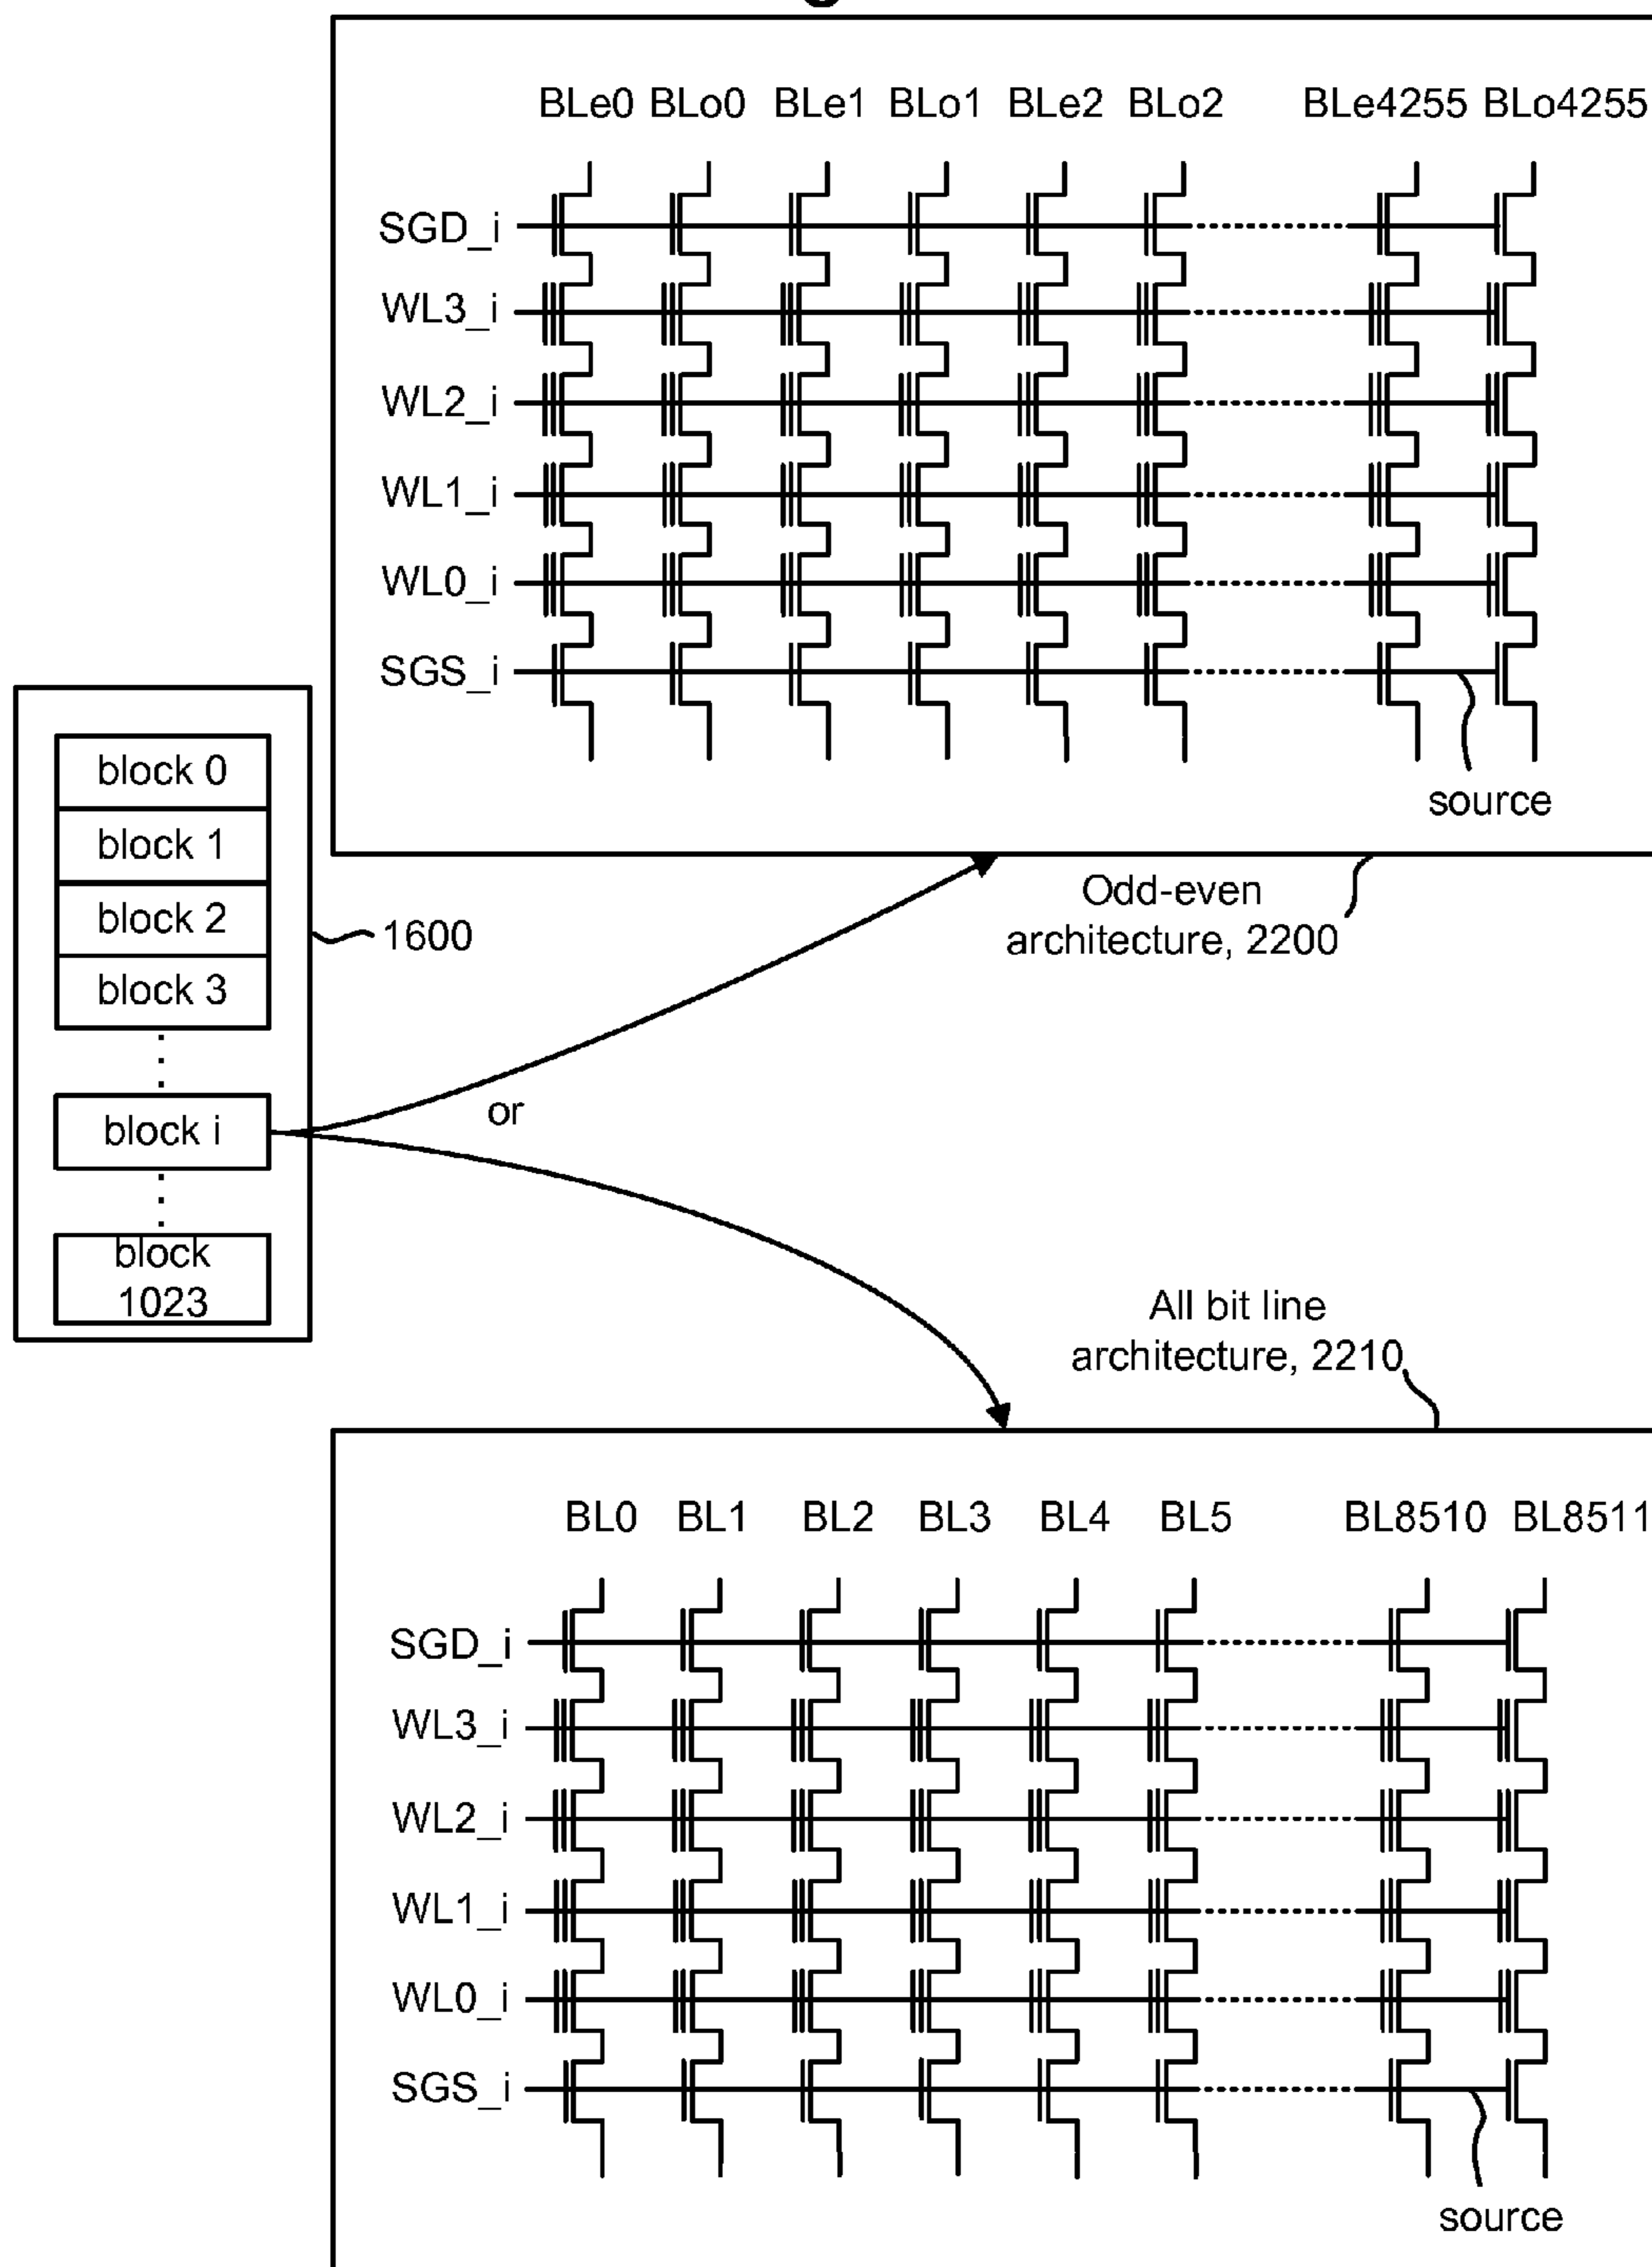 BLe0 BLo0 BLe1 BLo1 BLe2 BLo2 BLe4255 BLo4255
SGD_i
WL3_i
WL2_i
WL1_i
WL0_i
SGS_i
source
block 0
block 1
block 2
block 3
block i
block
1023
1600
or
Odd-even
architecture, 2200
All bit line
architecture, 2210
BL0 BL1 BL2 BL3 BL4 BL5 BL8510 BL8511
SGD_i
WL3_i
WL2_i
WL1_i
WL0_i
SGS_i
source